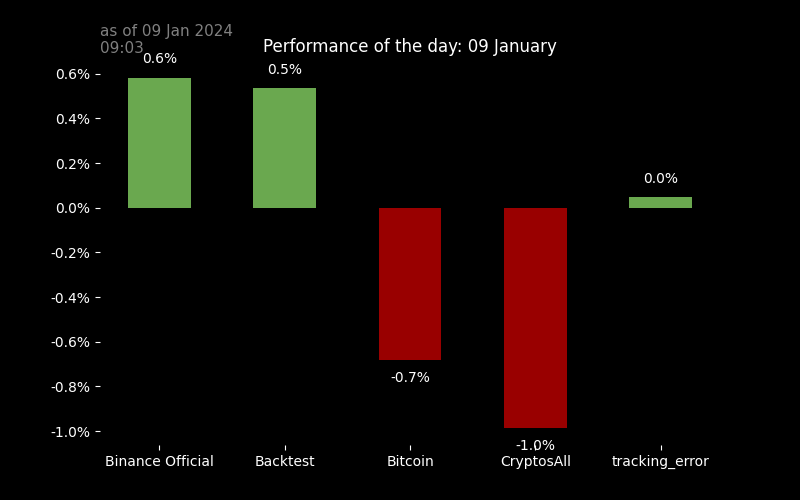 as of 09 Jan 2024
09:03
Performance of the day: 09 January
0.6%
0.5%
0.6%
0.4%
0.2%
0.0%
0.0%
-0.2%
-0.4%
-0.6%
-0.7%
-0.8%
-1.0%
-1.0%
Binance Official
Backtest
Bitcoin
CryptosAll
tracking_error